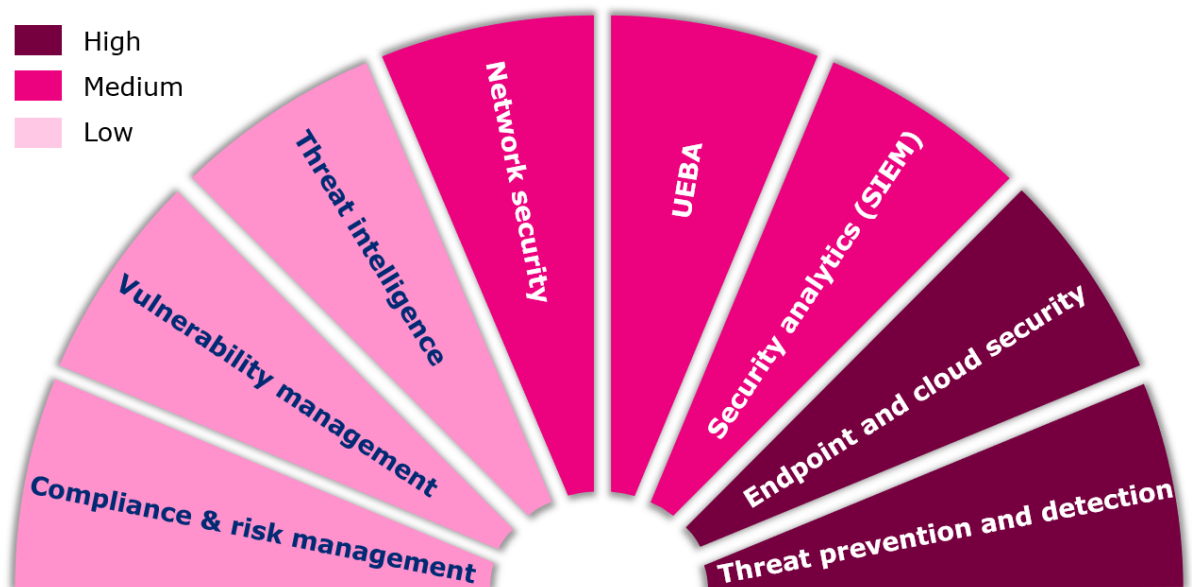 High
Medium
Low
Compliance & risk management
Vulnerability management
Threat intelligence
Network security
UEBA
Security analytics (SIEM)
Endpoint and cloud security
Threat prevention and detection